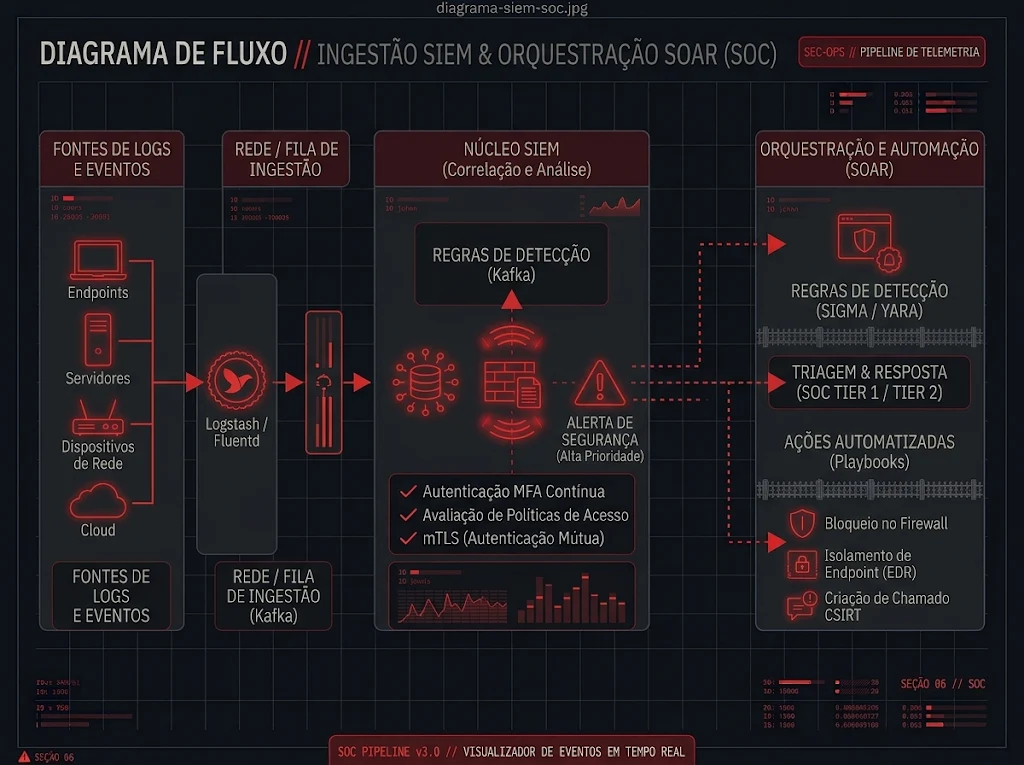 diagrama-siem-soc.jpg
DIAGRAMA DE FLUXO // INGESTÃO SIEM & ORQUESTRAÇÃO SOAR (SOC)
SEC-OPS // PIPELINE DE TELEMETRIA
FONTES DE LOGS
E EVENTOS
Endpoints
Servidores
Dispositivos
de Rede
Cloud
FONTES DE
LOGS
E EVENTOS
REDE / FILA DE
INGESTÃO
Logstash /
Fluentd
REDE / FILA
DE INGESTÃO
(Kafka)
NÚCLEO SIEM
(Correlação e Análise)
REGRAS DE DETECÇÃO
(Kafka)
ALERTA DE
SEGURANÇA
(Alta Prioridade)
Autenticação MFA Contínua
Avaliação de Políticas de Acesso
mTLS (Autenticação Mútua)
ORQUESTRAÇÃO E AUTOMAÇÃO
(SOAR)
REGRAS DE DETECÇÃO
(SIGMA / YARA)
TRIAGEM & RESPOSTA
(SOC TIER 1 / TIER 2)
AÇÕES AUTOMATIZADAS
(Playbooks)
Bloqueio no Firewall
Isolamento de
Endpoint (EDR)
Criação de Chamado
CSIRT
SEÇÃO 06 // SOC
SEÇÃO 06
SOC PIPELINE v3.0 // VISUALIZADOR DE EVENTOS EM TEMPO REAL